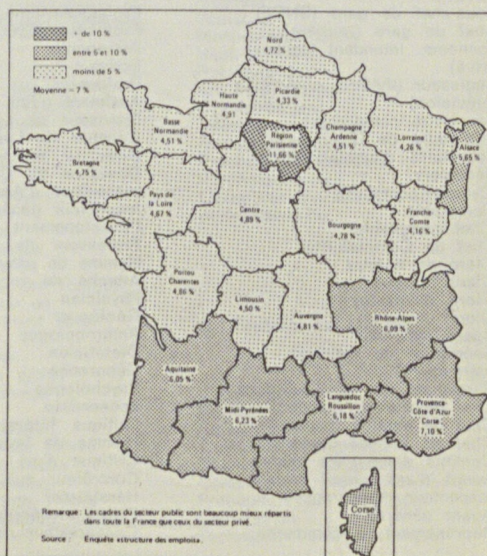 + de 10 %
entre 5 et 10 %
moins de 5 %
Moyenne = 7 %
Nord
4,72 %
Picardie
4,33 %
Haute
Normandie
4,91
Basse
Normandie
4,51 %
Région
Parisienne
11,66 %
Champagne
Ardenne
4,51 %
Lorraine
4,26 %
Alsace
5,65 %
Bretagne
4,75 %
Pays de
la Loire
4,67 %
Centre
4,89 %
Bourgogne
4,78 %
Franche-
Comté
4,16 %
Poitou
Charentes
4,86 %
Limousin
4,50 %
Auvergne
4,81 %
Rhône-Alpes
6,09 %
Aquitaine
6,05 %
Midi-Pyrénées
6,23 %
Languedoc
Roussillon
6,18 %
Provence-
Côte d'Azur
Corse
7,10 %
Corse
Remarque : Les cadres du secteur public sont beaucoup mieux répartis
dans toute la France que ceux du secteur privé.
Source : Enquête structure des emplois.